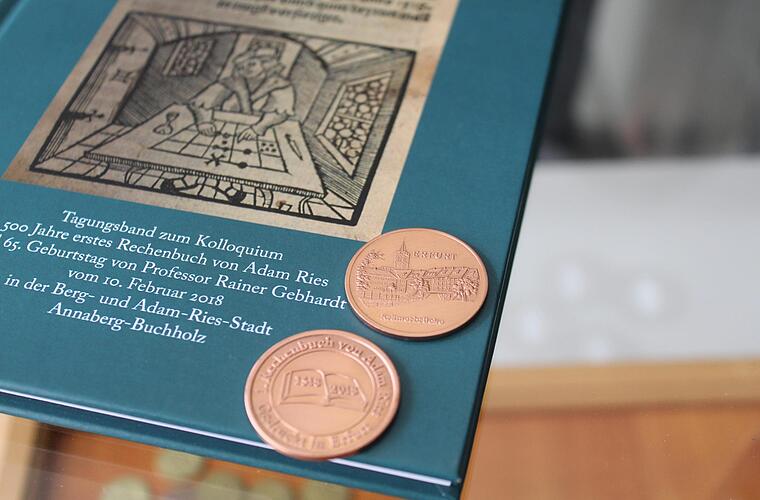 Tagungsband zum Kolloquium
500 Jahre erstes Rechenbuch von Adam Ries
65. Geburtstag von Professor Rainer Gebhardt
vom 10. Februar 2018
in der Berg- und Adam-Ries-Stadt
Annaberg-Buchholz
ERFURT
Krämerbrücke
Rechenbuch von Adam Ries
1518 2018
Gedruckt in Erfurt